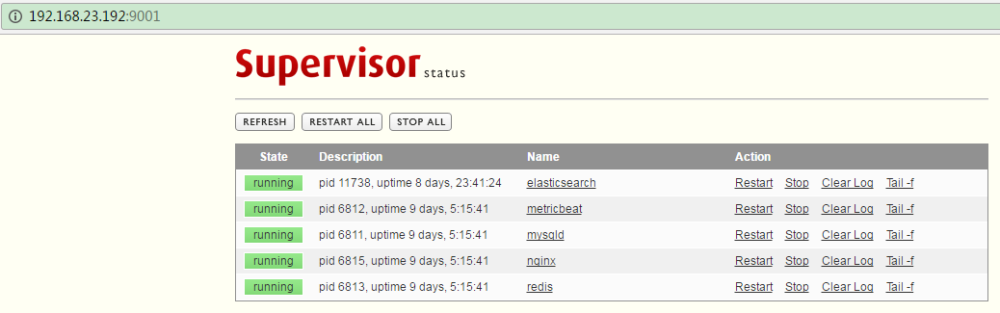 192.168.23.192:9001
Supervisor status
REFRESH RESTART ALL STOP ALL
State Description Name Action
running pid 11738, uptime 8 days, 23:41:24 elasticsearch Restart Stop Clear Log Tail -f
running pid 6812, uptime 9 days, 5:15:41 metricbeat Restart Stop Clear Log Tail -f
running pid 6811, uptime 9 days, 5:15:41 mysqld Restart Stop Clear Log Tail -f
running pid 6815, uptime 9 days, 5:15:41 nginx Restart Stop Clear Log Tail -f
running pid 6813, uptime 9 days, 5:15:41 redis Restart Stop Clear Log Tail -f